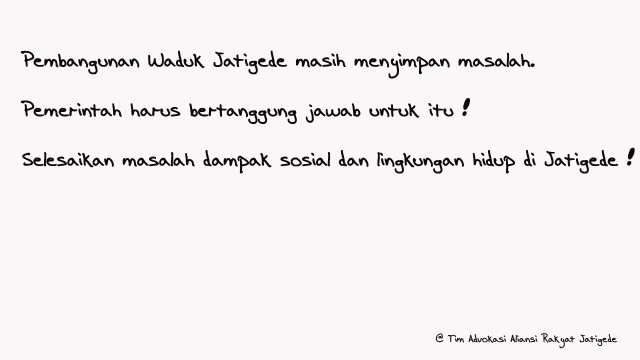 Pembangunan Waduk Jatigede masih menyimpan masalah.
Pemerintah harus bertanggung jawab untuk itu !
Selesaikan masalah dampak sosial dan lingkungan hidup di Jatigede !
@ Tim Advokasi Aliansi Rakyat Jatigede